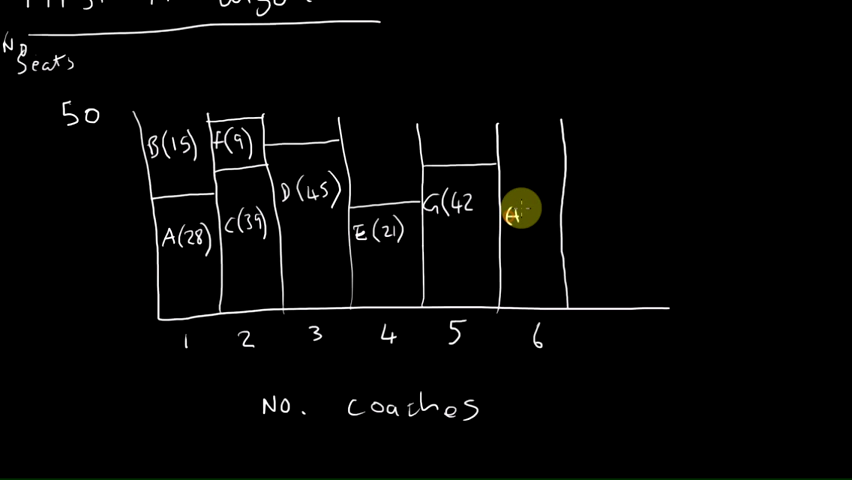 No
Seats
50
B(15) F(9)
D(45)
A(28) C(39) E(21) G(42
1 2 3 4 5 6
No. coaches